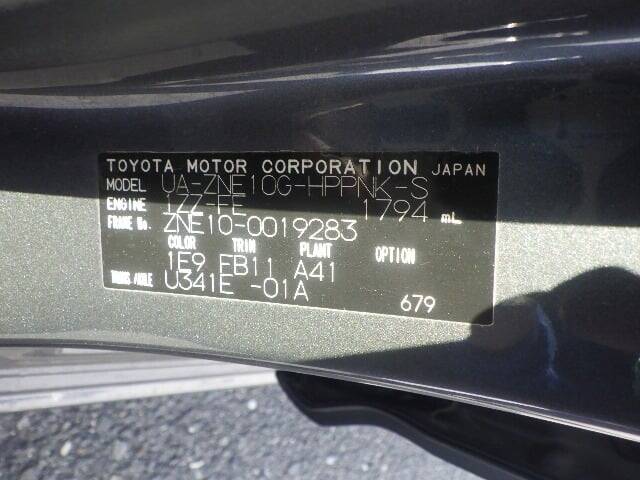 TOYOTA MOTOR CORPORATION JAPAN
MODEL UA-ZNE10G-HPPNK-S
ENGINE 1ZZ-FE 1794 mL
FRAME No. ZNE10-0019283
COLOR TRIM PLANT OPTION
1E9 FB11 A41
TRANS/AXLE U341E -01A
679